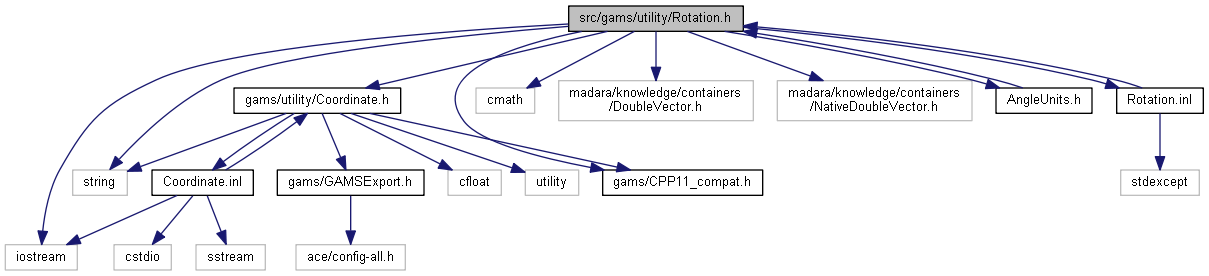 src/gams/utility/Rotation.h
gams/utility/Coordinate.h
cmath
madara/knowledge/containers
/DoubleVector.h
madara/knowledge/containers
/NativeDoubleVector.h
AngleUnits.h
Rotation.inl
string
Coordinate.inl
gams/GAMSExport.h
cfloat
utility
gams/CPP11_compat.h
stdexcept
iostream
cstdio
sstream
ace/config-all.h